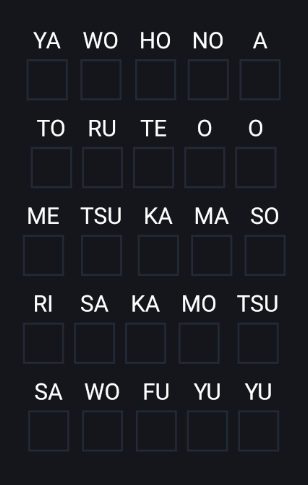 YA WO HO NO A
TO RU TE O O
ME TSU KA MA SO
RI SA KA MO TSU
SA WO FU YU YU